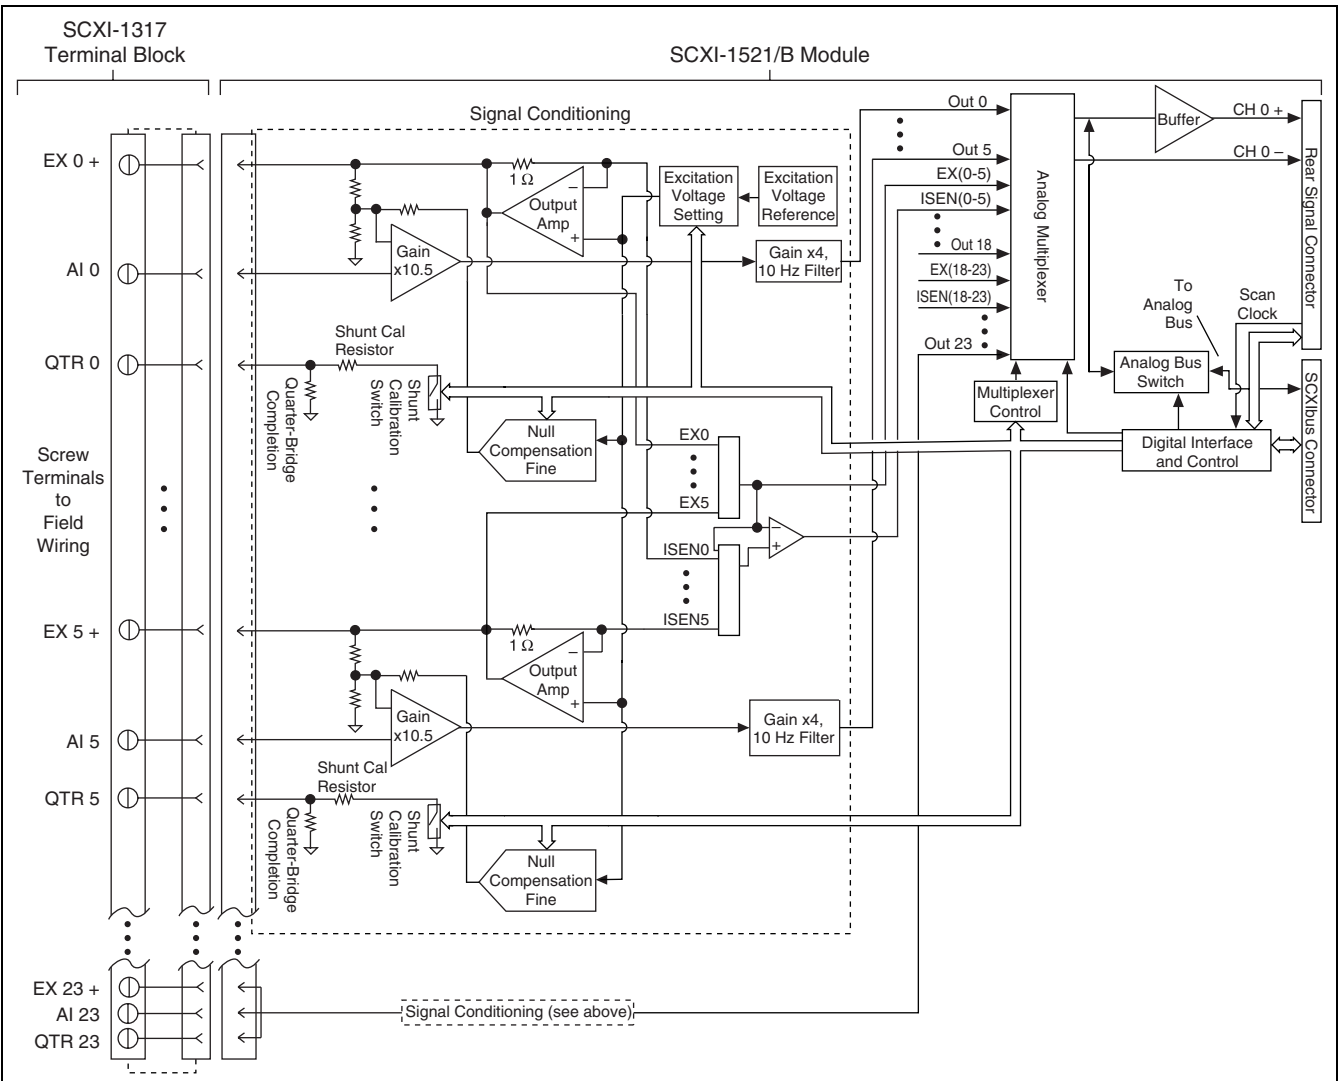 SCXI-1317
Terminal Block
SCXI-1521/B Module
Signal Conditioning
EX 0 +
AI 0
QTR 0
Screw
Terminals
to
Field
Wiring
EX 5 +
AI 5
QTR 5
EX 23 +
AI 23
QTR 23
1 Ω
Output
Amp
−
+
Gain
x10.5
Excitation
Voltage
Setting
Excitation
Voltage
Reference
Gain x4,
10 Hz Filter
Shunt Cal
Resistor
Quarter-Bridge
Completion
Shunt
Calibration
Switch
Null
Compensation
Fine
EX0
EX5
ISEN0
ISEN5
−
+
1 Ω
Output
Amp
−
+
Gain
x10.5
Gain x4,
10 Hz Filter
Shunt Cal
Resistor
Quarter-Bridge
Completion
Shunt
Calibration
Switch
Null
Compensation
Fine
Signal Conditioning (see above)
Out 0
Out 5
EX(0-5)
ISEN(0-5)
Out 18
EX(18-23)
ISEN(18-23)
Out 23
Analog Multiplexer
Buffer
CH 0 +
CH 0 −
Rear Signal Connector
To
Analog
Bus
Scan
Clock
Analog Bus
Switch
Multiplexer
Control
Digital Interface
and Control
SCXIbus Connector